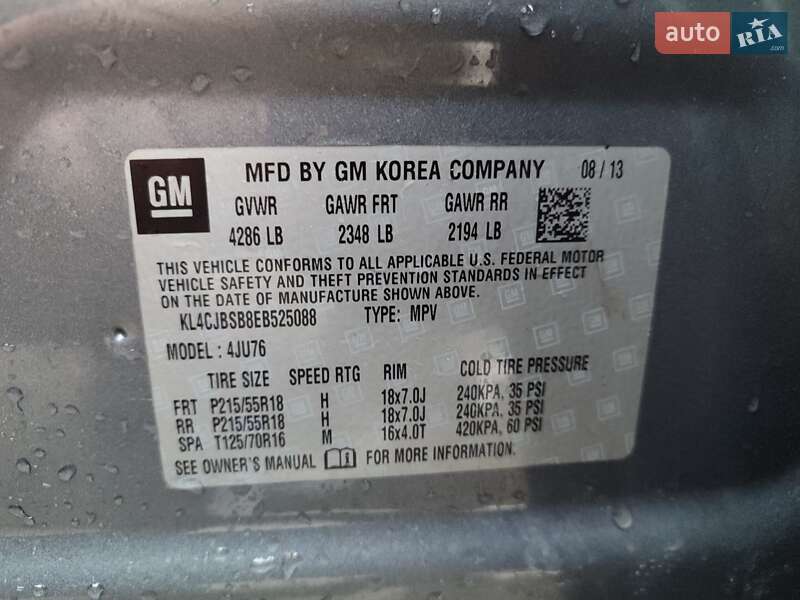 auto RIA .com
GM MFD BY GM KOREA COMPANY 08 / 13
GVWR GAWR FRT GAWR RR
4286 LB 2348 LB 2194 LB
THIS VEHICLE CONFORMS TO ALL APPLICABLE U.S. FEDERAL MOTOR
VEHICLE SAFETY AND THEFT PREVENTION STANDARDS IN EFFECT
ON THE DATE OF MANUFACTURE SHOWN ABOVE.
KL4CJBSB8EB525088 TYPE: MPV
MODEL : 4JU76
TIRE SIZE SPEED RTG RIM COLD TIRE PRESSURE
FRT P215/55R18 H 18x7.0J 240KPA, 35 PSI
RR P215/55R18 H 18x7.0J 240KPA, 35 PSI
SPA T125/70R16 M 16x4.0T 420KPA, 60 PSI
SEE OWNER'S MANUAL FOR MORE INFORMATION.